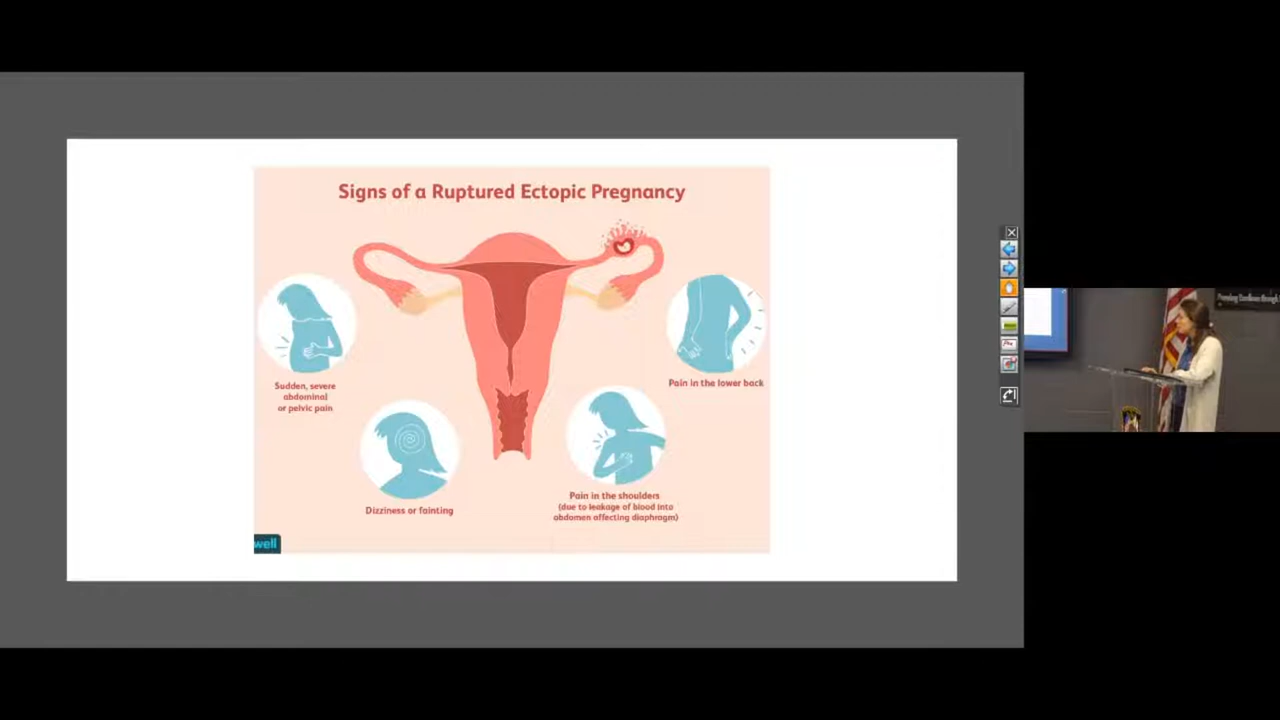 Signs of a Ruptured Ectopic Pregnancy
Sudden, severe
abdominal
or pelvic pain
Dizziness or fainting
Pain in the shoulders
(due to leakage of blood into
abdomen affecting diaphragm)
Pain in the lower back
well